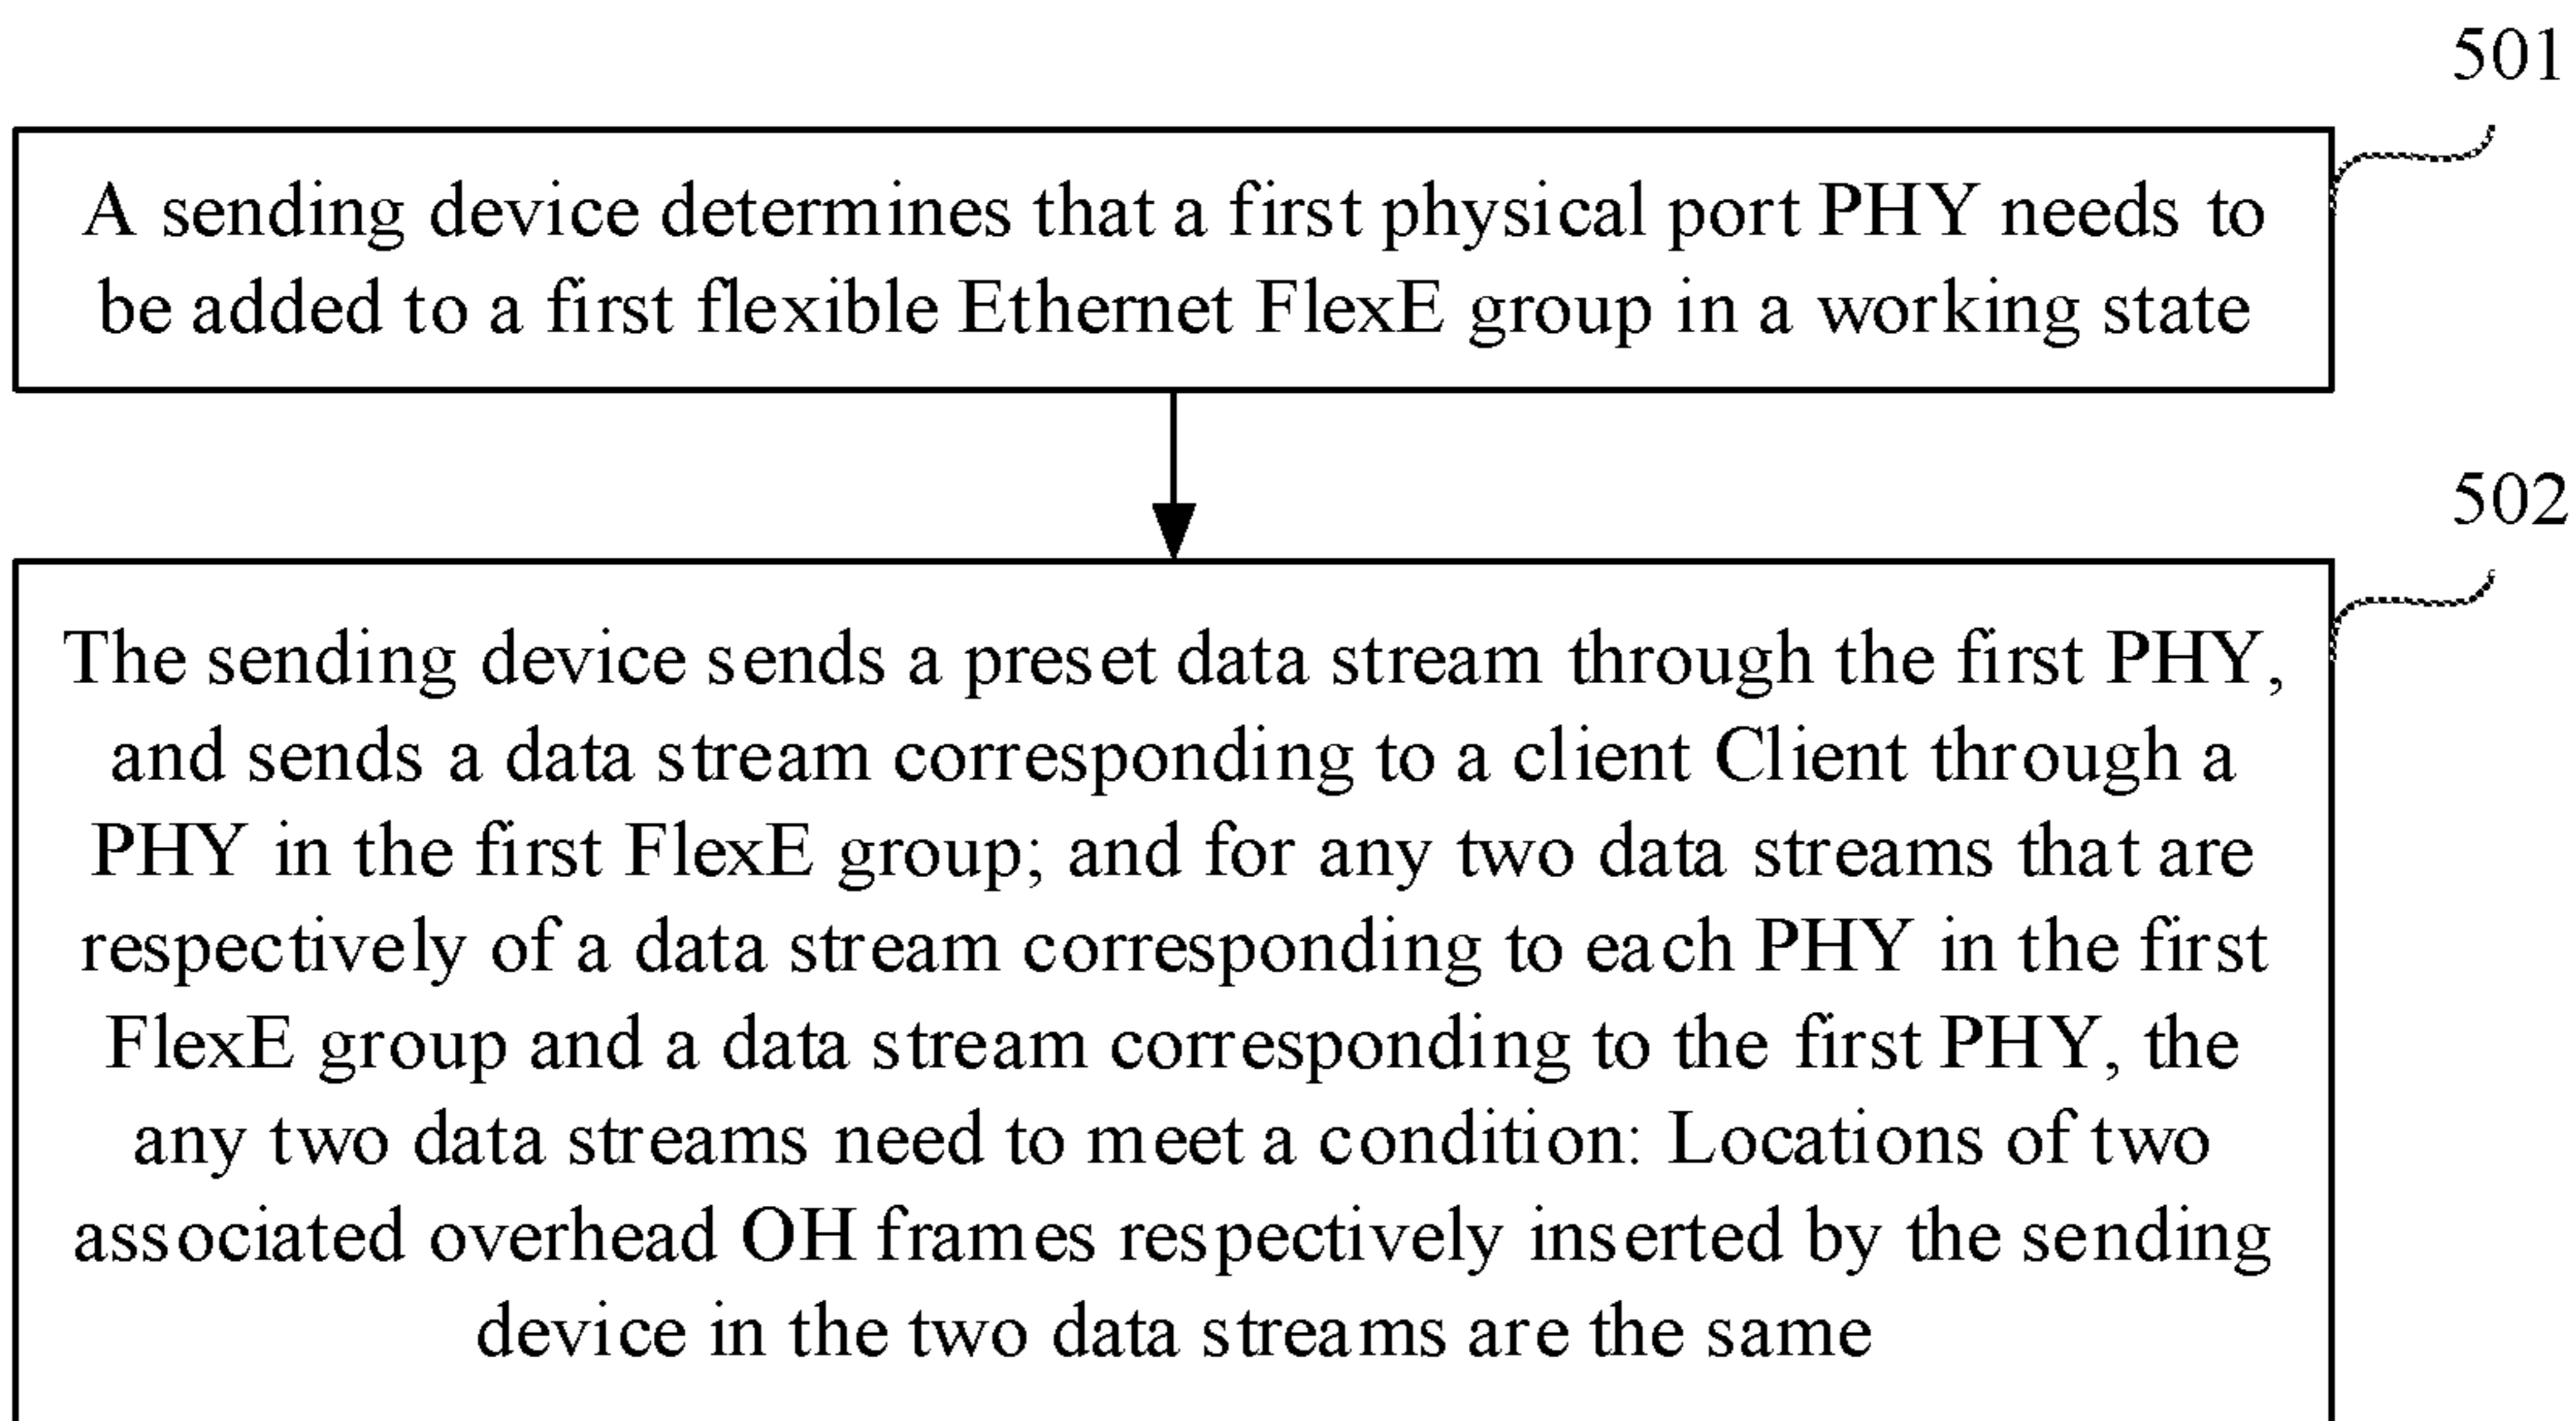 501
A sending device determines that a first physical port PHY needs to
be added to a first flexible Ethernet FlexE group in a working state
502
The sending device sends a preset data stream through the first PHY,
and sends a data stream corresponding to a client Client through a
PHY in the first FlexE group; and for any two data streams that are
respectively of a data stream corresponding to each PHY in the first
FlexE group and a data stream corresponding to the first PHY, the
any two data streams need to meet a condition: Locations of two
associated overhead OH frames respectively inserted by the sending
device in the two data streams are the same